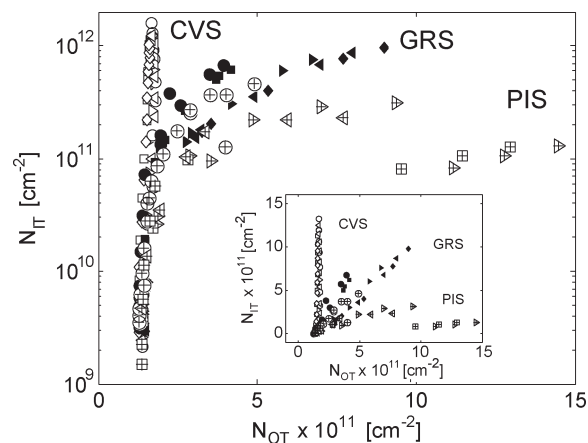 CVS
GRS
PIS
10^12
10^11
10^10
10^9
N_IT [cm^-2]
0
5
10
15
N_OT x 10^11 [cm^-2]
15
10
5
0
N_IT x 10^11 [cm^-2]
CVS
GRS
PIS
0
5
10
15
N_OT x 10^11 [cm^-2]